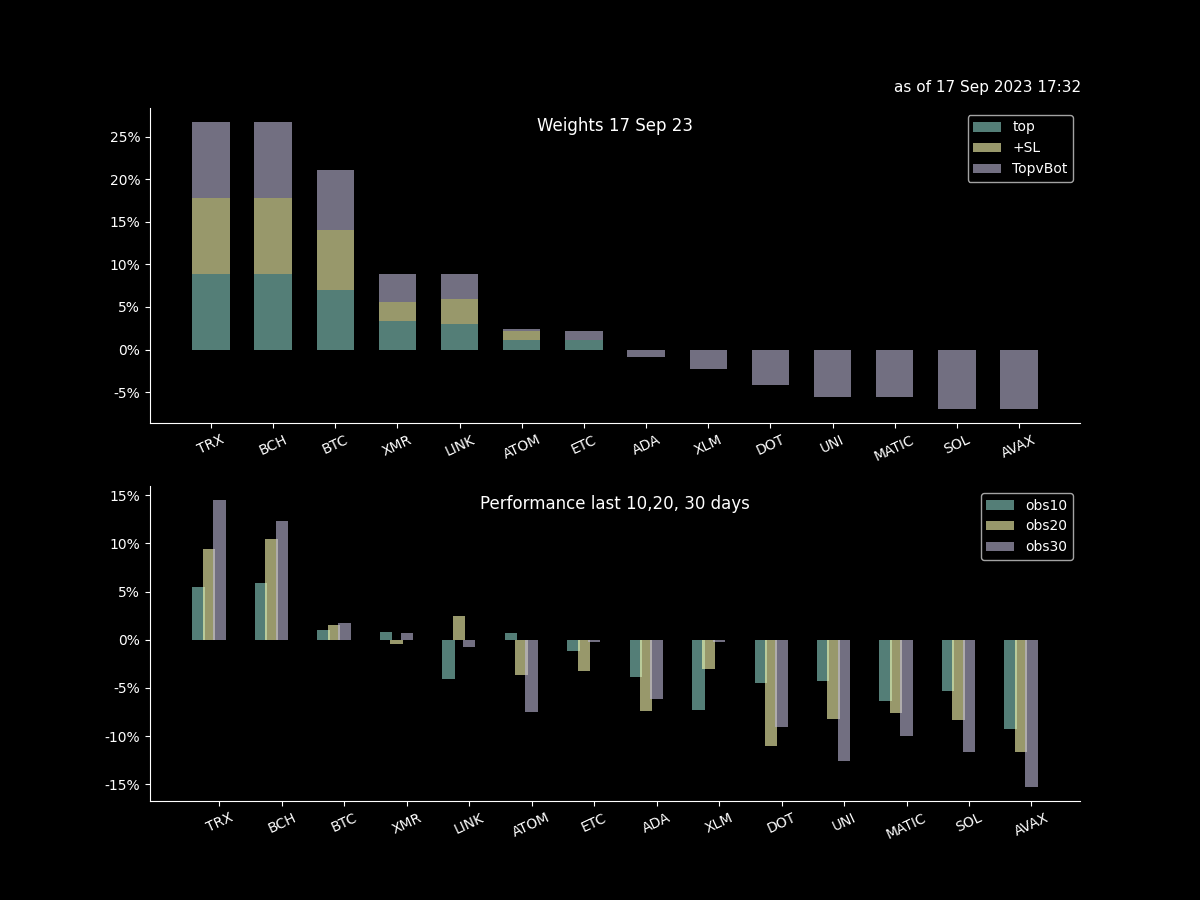 as of 17 Sep 2023 17:32
Weights 17 Sep 23
top
+SL
TopvBot
25%
20%
15%
10%
5%
0%
-5%
TRX BCH BTC XMR LINK ATOM ETC ADA XLM DOT UNI MATIC SOL AVAX
Performance last 10,20, 30 days
obs10
obs20
obs30
15%
10%
5%
0%
-5%
-10%
-15%
TRX BCH BTC XMR LINK ATOM ETC ADA XLM DOT UNI MATIC SOL AVAX